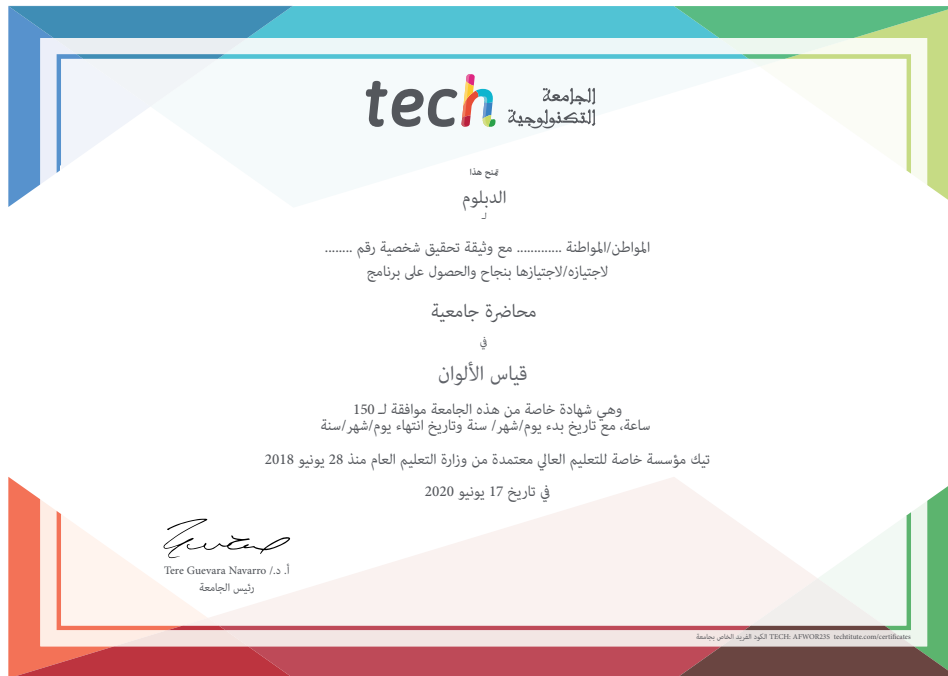 tech الجامعة
التكنولوجية
يمنح هذا
الدبلوم
لـ
المواطن/المواطنة ............. مع وثيقة تحقيق شخصية رقم ........
لاجتيازه/لاجتيازها بنجاح والحصول على برنامج
محاضرة جامعية
في
قياس الألوان
وهي شهادة خاصة من هذه الجامعة موافقة لـ 150
ساعة، مع تاريخ بدء يوم/شهر/ سنة وتاريخ انتهاء يوم/شهر/سنة
تيك مؤسسة خاصة للتعليم العالي معتمدة من وزارة التعليم العام منذ 28 يونيو 2018
في تاريخ 17 يونيو 2020
أ. د./ Tere Guevara Navarro
رئيس الجامعة
الكود الفريد الخاص بجامعة TECH: AFWOR23S techtitute.com/certificates